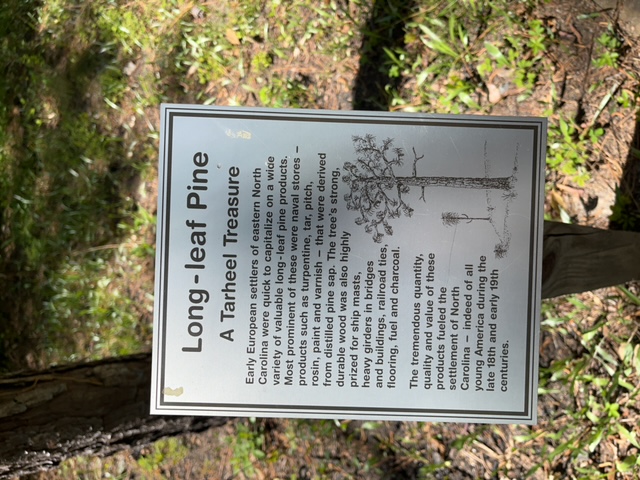 Long-leaf Pine
A Tarheel Treasure
Early European settlers of eastern North
Carolina were quick to capitalize on a wide
variety of valuable long-leaf pine products.
Most prominent of these were naval stores –
products such as turpentine, tar, pitch,
rosin, paint and varnish – that were derived
from distilled pine sap. The tree's strong,
durable wood was also highly
prized for ship masts,
heavy girders in bridges
and buildings, railroad ties,
flooring, fuel and charcoal.
The tremendous quantity,
quality and value of these
products fueled the
settlement of North
Carolina – indeed of all
young America during the
late 18th and early 19th
centuries.